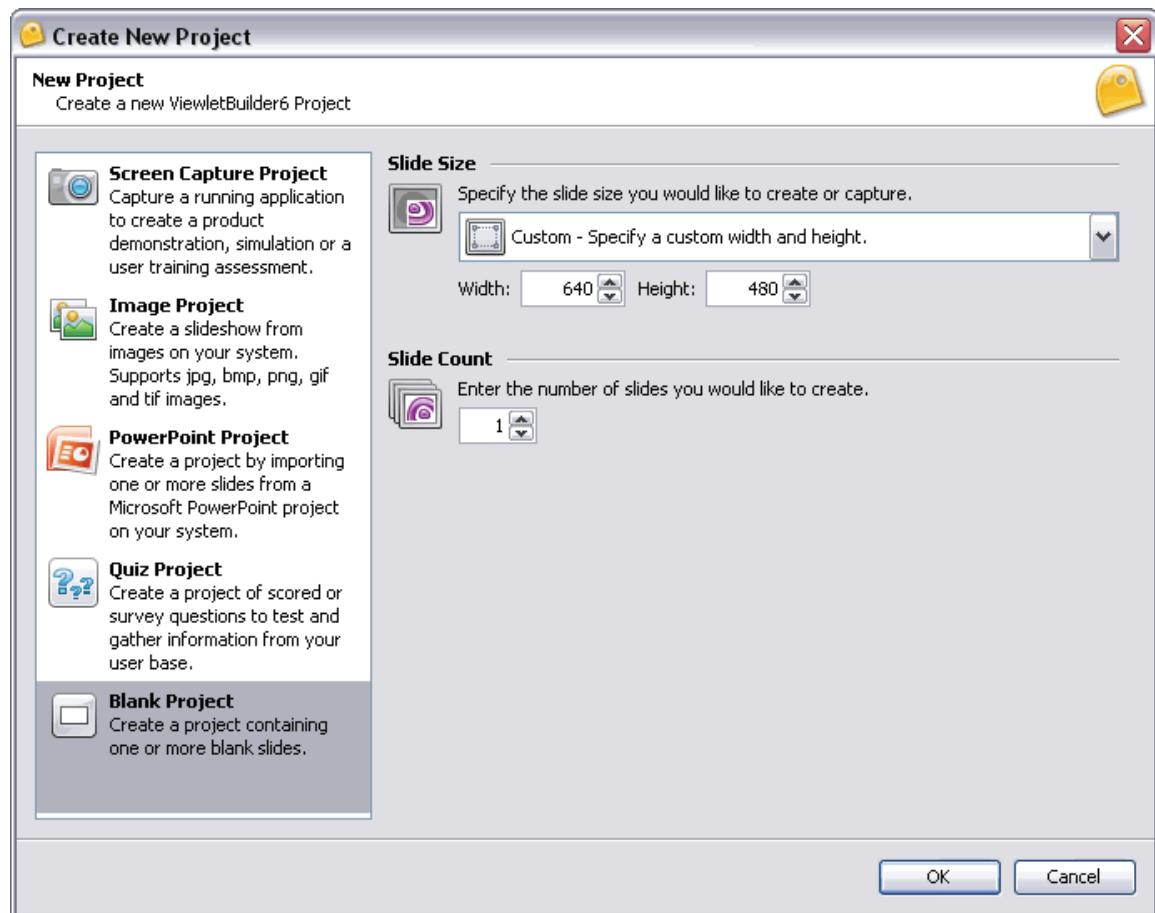 Create New Project
New Project
Create a new ViewletBuilder6 Project
Screen Capture Project
Capture a running application
to create a product
demonstration, simulation or a
user training assessment.
Image Project
Create a slideshow from
images on your system.
Supports jpg, bmp, png, gif
and tif images.
PowerPoint Project
Create a project by importing
one or more slides from a
Microsoft PowerPoint project
on your system.
Quiz Project
Create a project of scored or
survey questions to test and
gather information from your
user base.
Blank Project
Create a project containing
one or more blank slides.
Slide Size
Specify the slide size you would like to create or capture.
Custom - Specify a custom width and height.
Width: 640 Height: 480
Slide Count
Enter the number of slides you would like to create.
1
OK Cancel